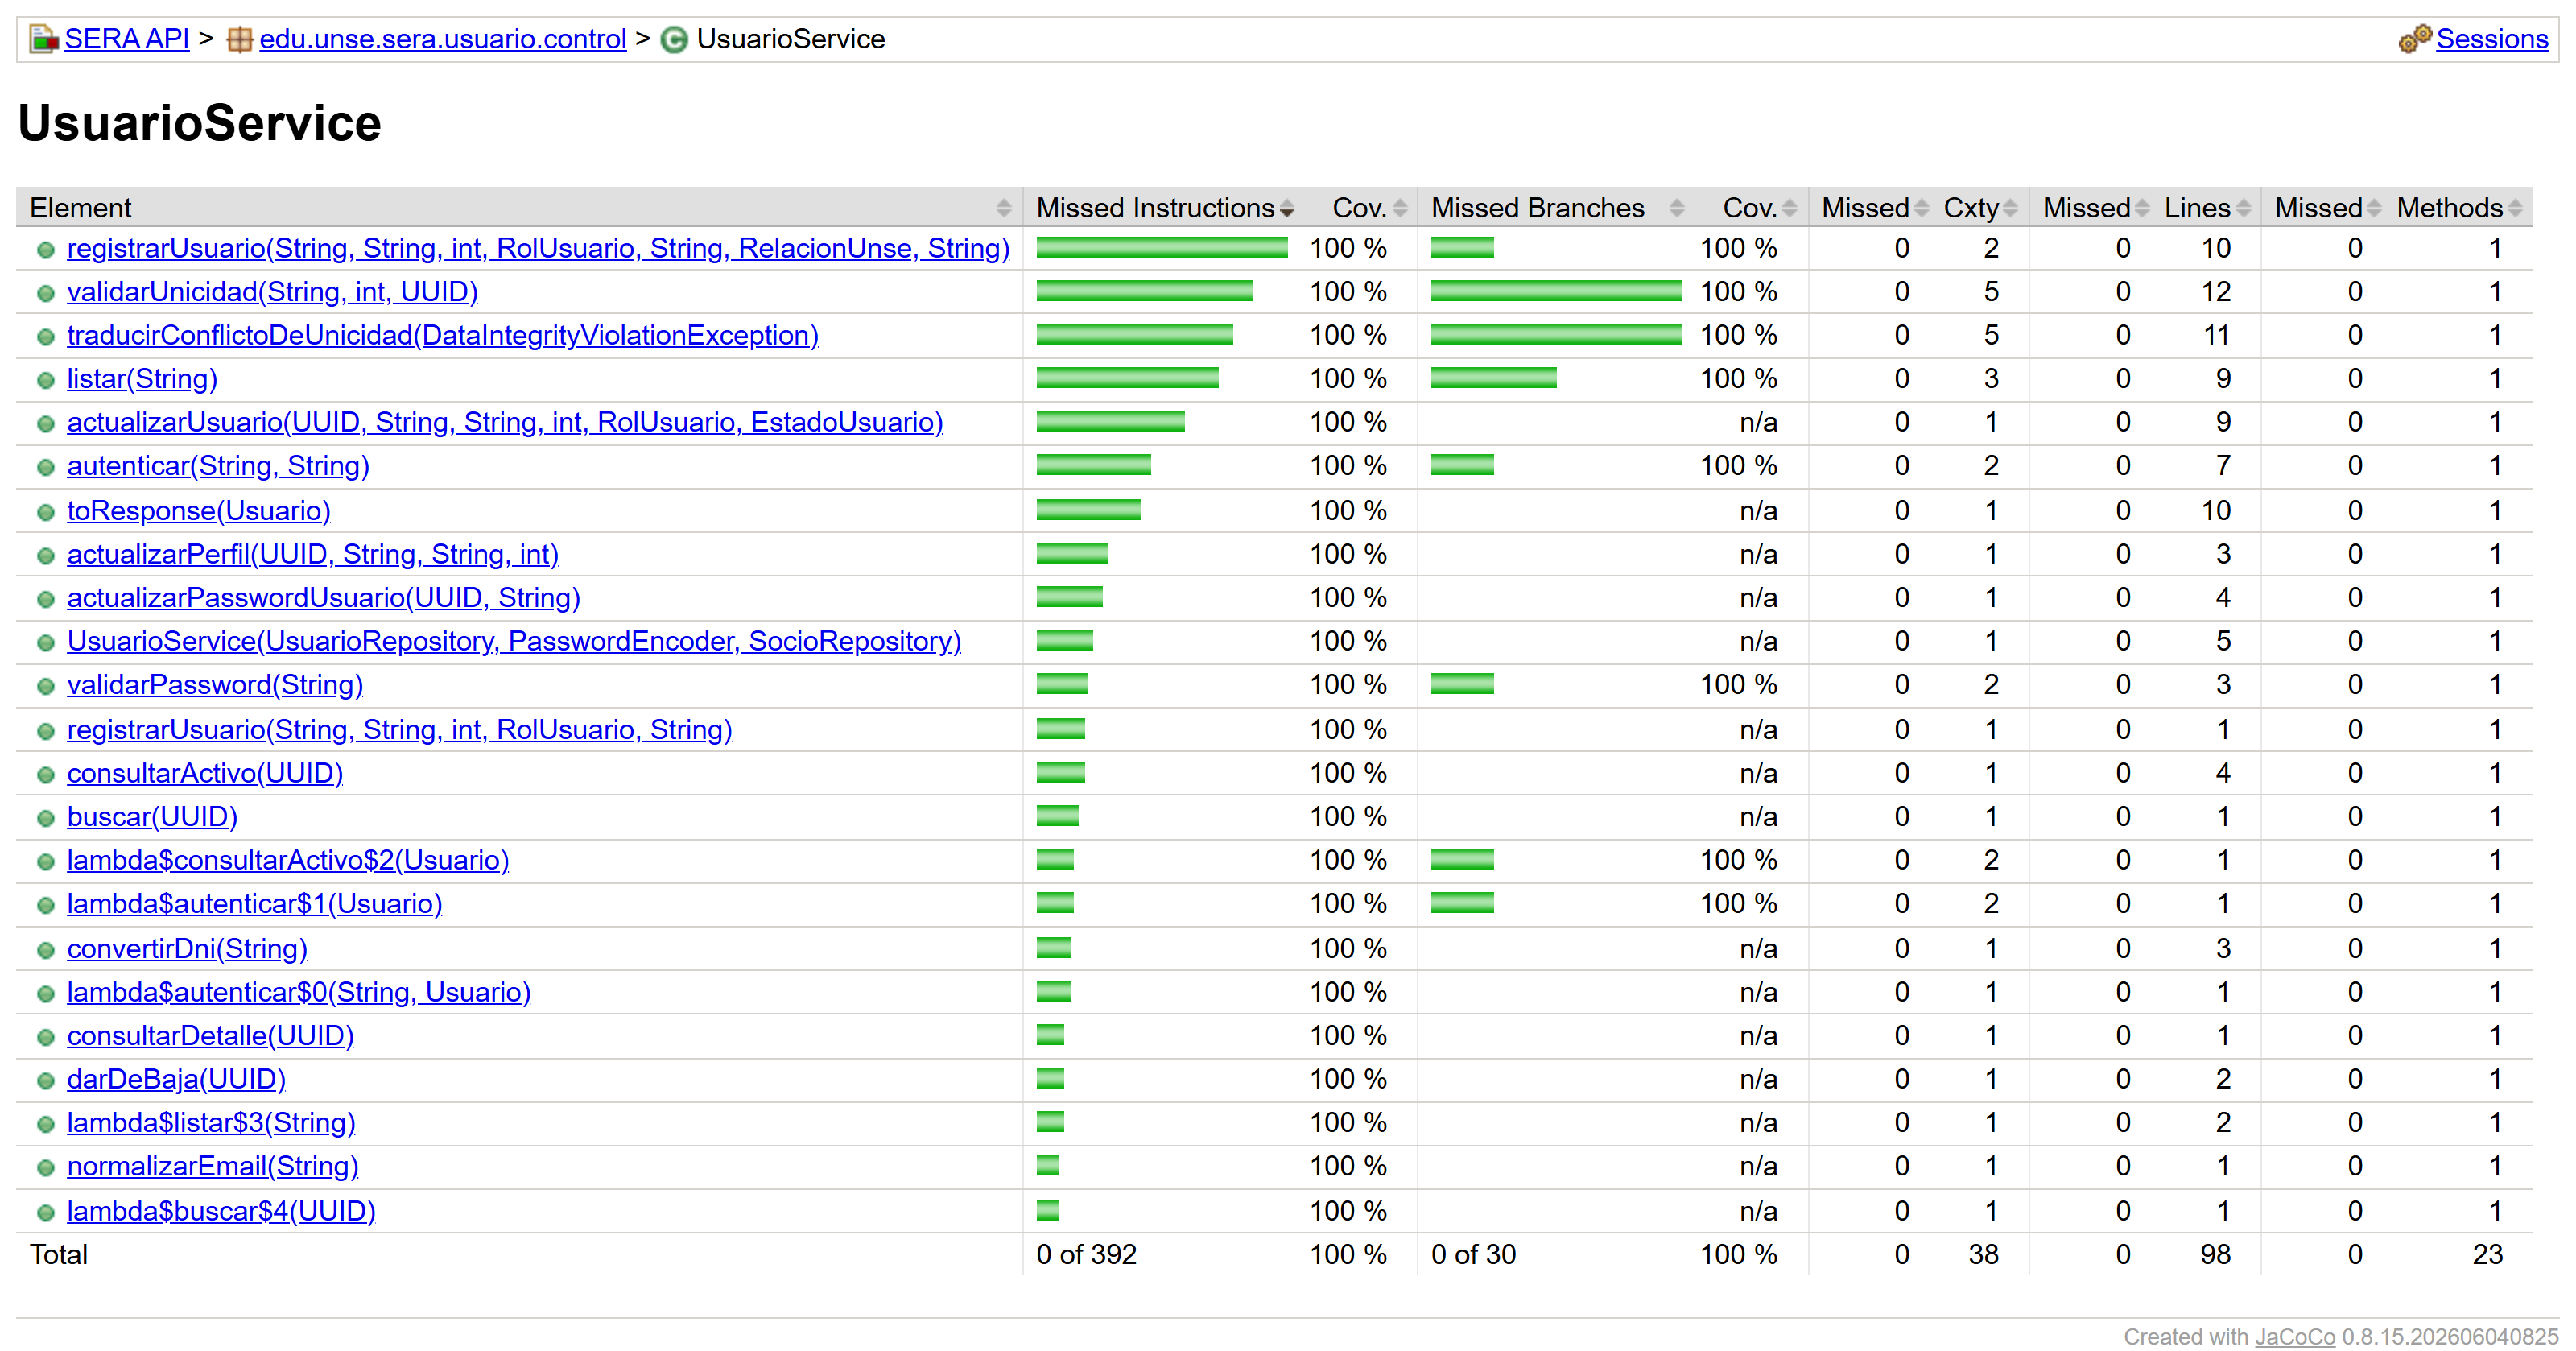 SERA API > edu.unse.sera.usuario.control > UsuarioService Sessions
UsuarioService
Element Missed Instructions Cov. Missed Branches Cov. Missed Cxty Missed Lines Missed Methods
registrarUsuario(String, String, int, RolUsuario, String, RelacionUnse, String) 100 % 100 % 0 2 0 10 0 1
validarUnicidad(String, int, UUID) 100 % 100 % 0 5 0 12 0 1
traducirConflictoDeUnicidad(DataIntegrityViolationException) 100 % 100 % 0 5 0 11 0 1
listar(String) 100 % 100 % 0 3 0 9 0 1
actualizarUsuario(UUID, String, String, int, RolUsuario, EstadoUsuario) 100 % n/a 0 1 0 9 0 1
autenticar(String, String) 100 % 100 % 0 2 0 7 0 1
toResponse(Usuario) 100 % n/a 0 1 0 10 0 1
actualizarPerfil(UUID, String, String, int) 100 % n/a 0 1 0 3 0 1
actualizarPasswordUsuario(UUID, String) 100 % n/a 0 1 0 4 0 1
UsuarioService(UsuarioRepository, PasswordEncoder, SocioRepository) 100 % n/a 0 1 0 5 0 1
validarPassword(String) 100 % 100 % 0 2 0 3 0 1
registrarUsuario(String, String, int, RolUsuario, String) 100 % n/a 0 1 0 1 0 1
consultarActivo(UUID) 100 % n/a 0 1 0 4 0 1
buscar(UUID) 100 % n/a 0 1 0 1 0 1
lambda$consultarActivo$2(Usuario) 100 % 100 % 0 2 0 1 0 1
lambda$autenticar$1(Usuario) 100 % 100 % 0 2 0 1 0 1
convertirDni(String) 100 % n/a 0 1 0 3 0 1
lambda$autenticar$0(String, Usuario) 100 % n/a 0 1 0 1 0 1
consultarDetalle(UUID) 100 % n/a 0 1 0 1 0 1
darDeBaja(UUID) 100 % n/a 0 1 0 2 0 1
lambda$listar$3(String) 100 % n/a 0 1 0 2 0 1
normalizarEmail(String) 100 % n/a 0 1 0 1 0 1
lambda$buscar$4(UUID) 100 % n/a 0 1 0 1 0 1
Total 0 of 392 100 % 0 of 30 100 % 0 38 0 98 0 23
Created with JaCoCo 0.8.15.202606040825